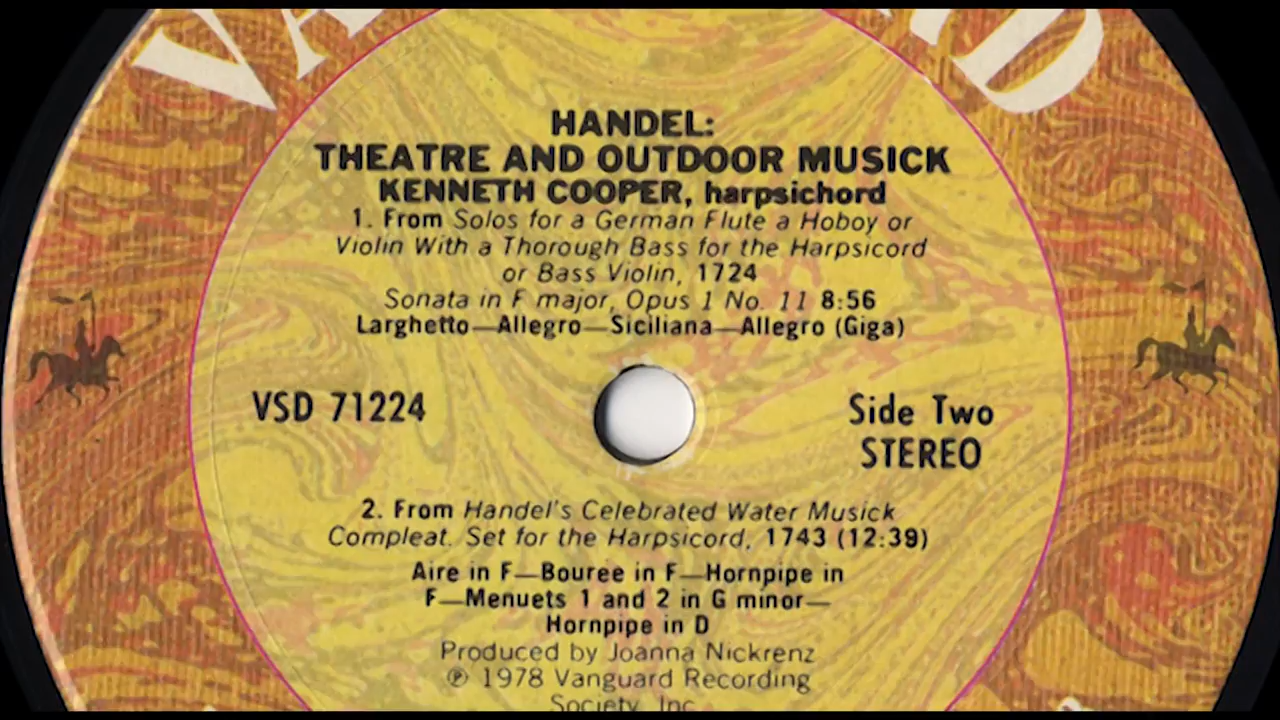 HANDEL:
THEATRE AND OUTDOOR MUSICK
KENNETH COOPER, harpsichord
1. From Solos for a German Flute a Hoboy or
Violin With a Thorough Bass for the Harpsicord
or Bass Violin, 1724
Sonata in F major, Opus 1 No. 11 8:56
Larghetto—Allegro—Siciliana—Allegro (Giga)
VSD 71224
Side Two
STEREO
2. From Handel's Celebrated Water Musick
Compleat. Set for the Harpsicord, 1743 (12:39)
Aire in F—Bouree in F—Hornpipe in
F—Menuets 1 and 2 in G minor—
Hornpipe in D
Produced by Joanna Nickrenz
℗ 1978 Vanguard Recording
Society, Inc.